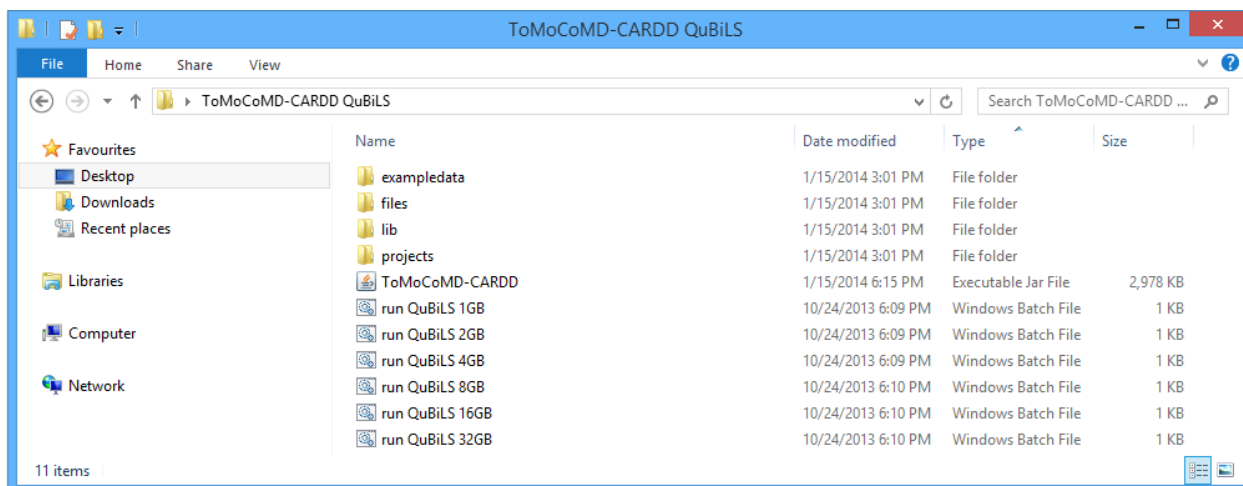 ToMoCoMD-CARDD QuBiLS
File Home Share View
ToMoCoMD-CARDD QuBiLS Search ToMoCoMD-CARDD ...
Favourites
Desktop
Downloads
Recent places
Libraries
Computer
Network
Name Date modified Type Size
exampledata 1/15/2014 3:01 PM File folder
files 1/15/2014 3:01 PM File folder
lib 1/15/2014 3:01 PM File folder
projects 1/15/2014 3:01 PM File folder
ToMoCoMD-CARDD 1/15/2014 6:15 PM Executable Jar File 2,978 KB
run QuBiLS 1GB 10/24/2013 6:09 PM Windows Batch File 1 KB
run QuBiLS 2GB 10/24/2013 6:09 PM Windows Batch File 1 KB
run QuBiLS 4GB 10/24/2013 6:09 PM Windows Batch File 1 KB
run QuBiLS 8GB 10/24/2013 6:10 PM Windows Batch File 1 KB
run QuBiLS 16GB 10/24/2013 6:10 PM Windows Batch File 1 KB
run QuBiLS 32GB 10/24/2013 6:10 PM Windows Batch File 1 KB
11 items